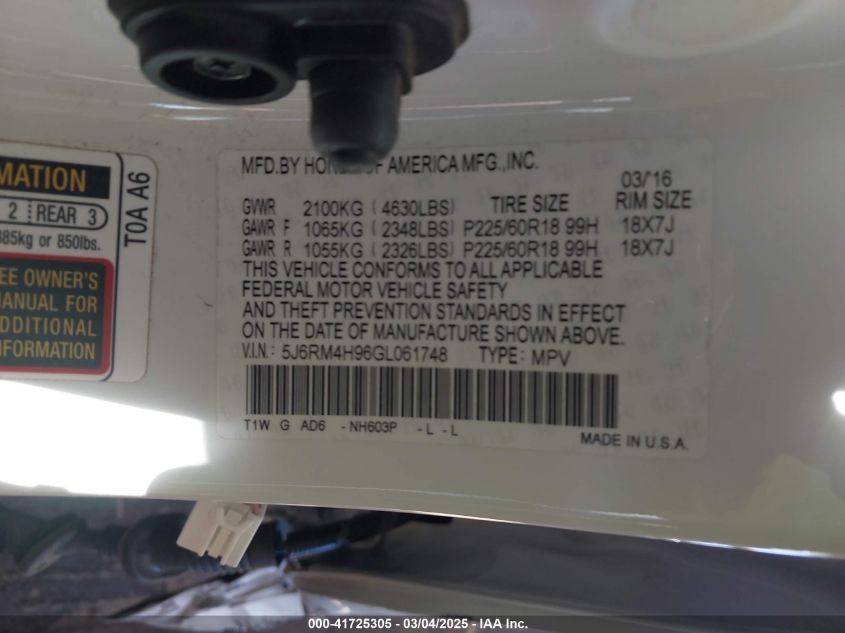 MATION
2 REAR 3
385kg or 850lbs.
EE OWNER'S
MANUAL FOR
ADDITIONAL
INFORMATION
T0A A6
MFD.BY HONDA OF AMERICA MFG.,INC.
03/'16
GVWR 2100KG ( 4630LBS) TIRE SIZE RIM SIZE
GAWR F 1065KG ( 2348LBS) P225/60R18 99H 18X7J
GAWR R 1055KG ( 2326LBS) P225/60R18 99H 18X7J
THIS VEHICLE CONFORMS TO ALL APPLICABLE
FEDERAL MOTOR VEHICLE SAFETY
AND THEFT PREVENTION STANDARDS IN EFFECT
ON THE DATE OF MANUFACTURE SHOWN ABOVE.
V.I.N.: 5J6RM4H96GL061748 TYPE: MPV
T1W G AD6 -NH603P -L -L
MADE IN U.S.A.
000-41725305 - 03/04/2025 - IAA Inc.